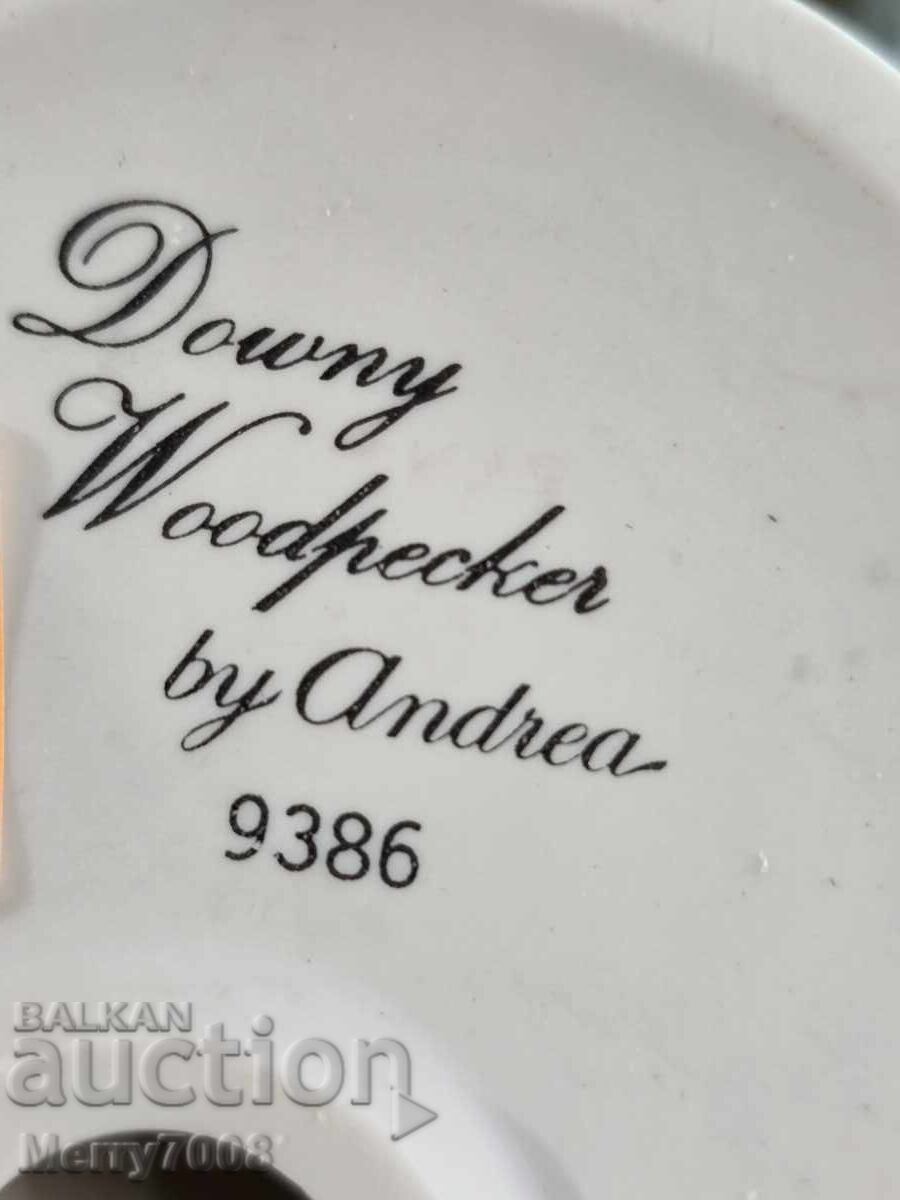 Downy
Woodpecker
by Andrea
9386
BALKAN
auction
Merry7008